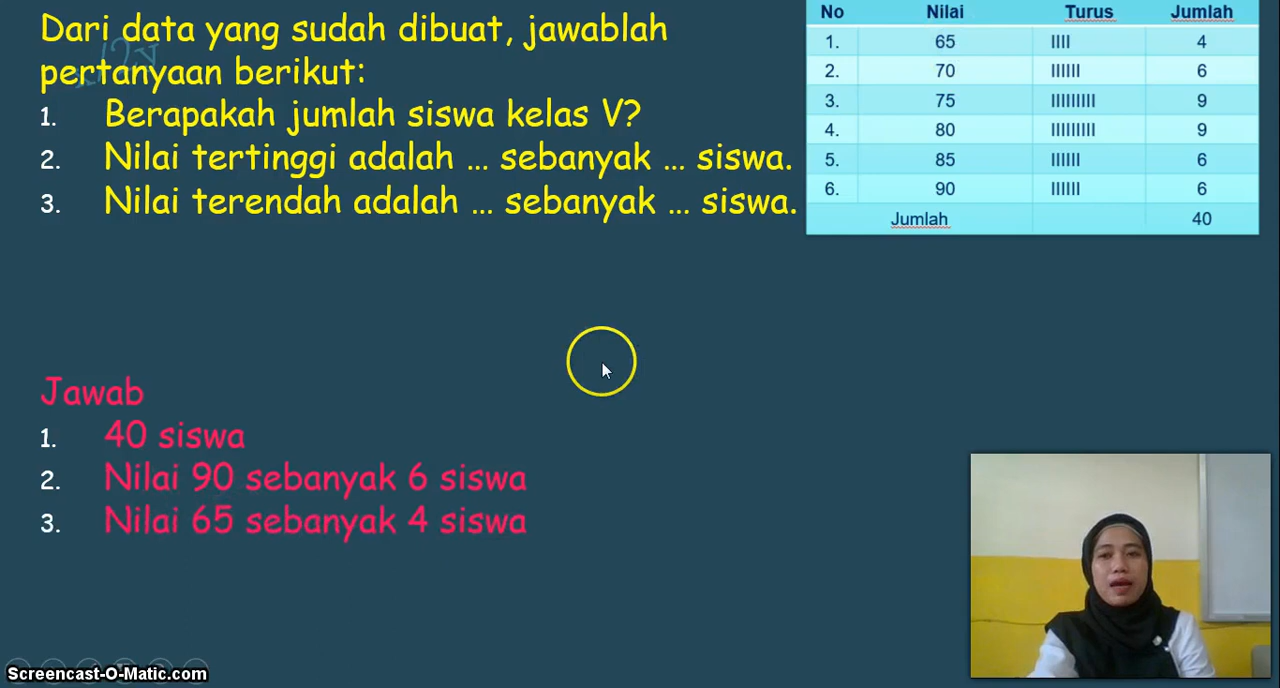 Dari data yang sudah dibuat, jawablah
pertanyaan berikut:
1. Berapakah jumlah siswa kelas V?
2. Nilai tertinggi adalah ... sebanyak ... siswa.
3. Nilai terendah adalah ... sebanyak ... siswa.
No Nilai Turus Jumlah
1. 65 IIII 4
2. 70 IIIIII 6
3. 75 IIIIIIIII 9
4. 80 IIIIIIIII 9
5. 85 IIIIII 6
6. 90 IIIIII 6
Jumlah 40
Jawab
1. 40 siswa
2. Nilai 90 sebanyak 6 siswa
3. Nilai 65 sebanyak 4 siswa
Screencast-O-Matic.com